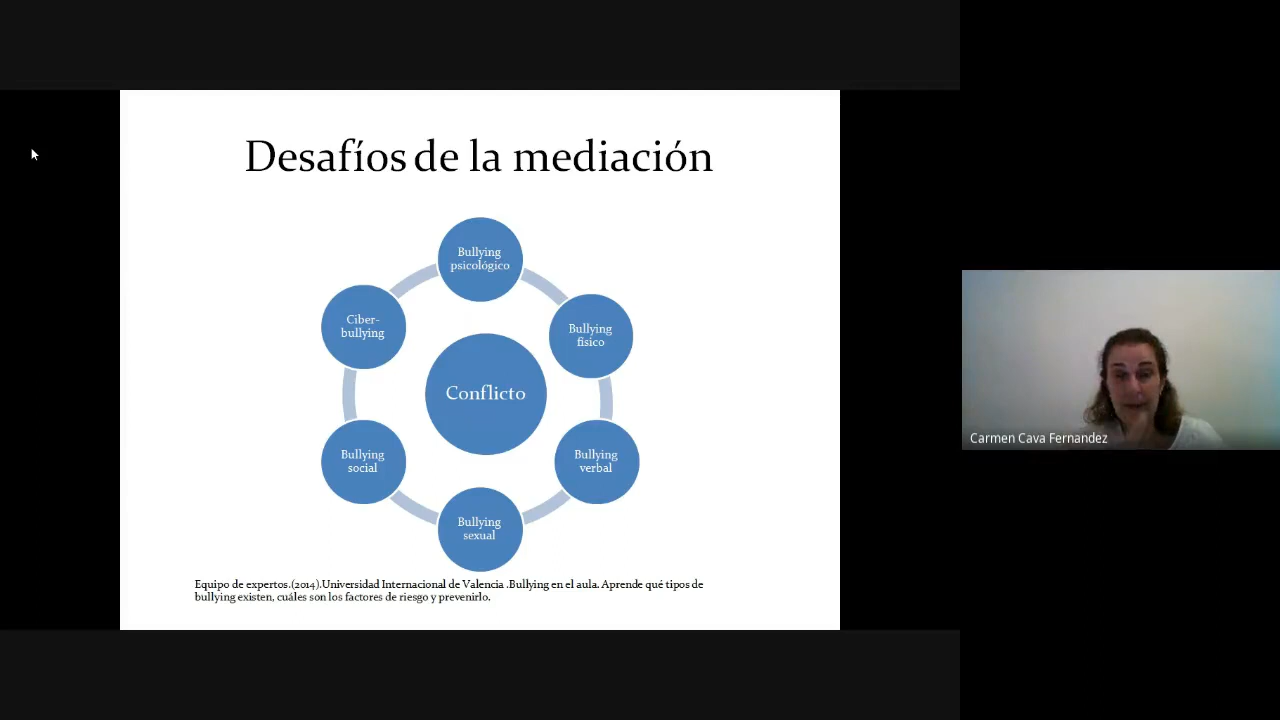 Desafíos de la mediación
Bullying
psicológico
Bullying
físico
Bullying
verbal
Bullying
sexual
Bullying
social
Ciber-
bullying
Conflicto
Equipo de expertos.(2014).Universidad Internacional de Valencia .Bullying en el aula. Aprende qué tipos de
bullying existen, cuáles son los factores de riesgo y prevenirlo.
Carmen Cava Fernandez